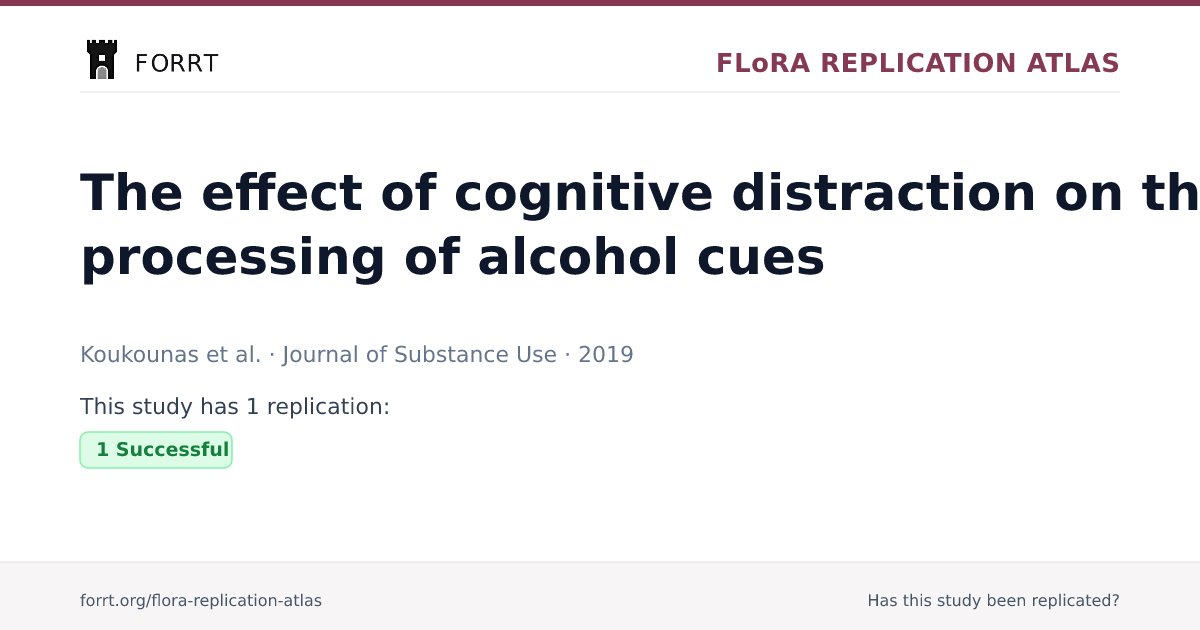 FORRT
FLoRA REPLICATION ATLAS
The effect of cognitive distraction on th
processing of alcohol cues
Koukounas et al. · Journal of Substance Use · 2019
This study has 1 replication:
1 Successful
forrt.org/flora-replication-atlas
Has this study been replicated?